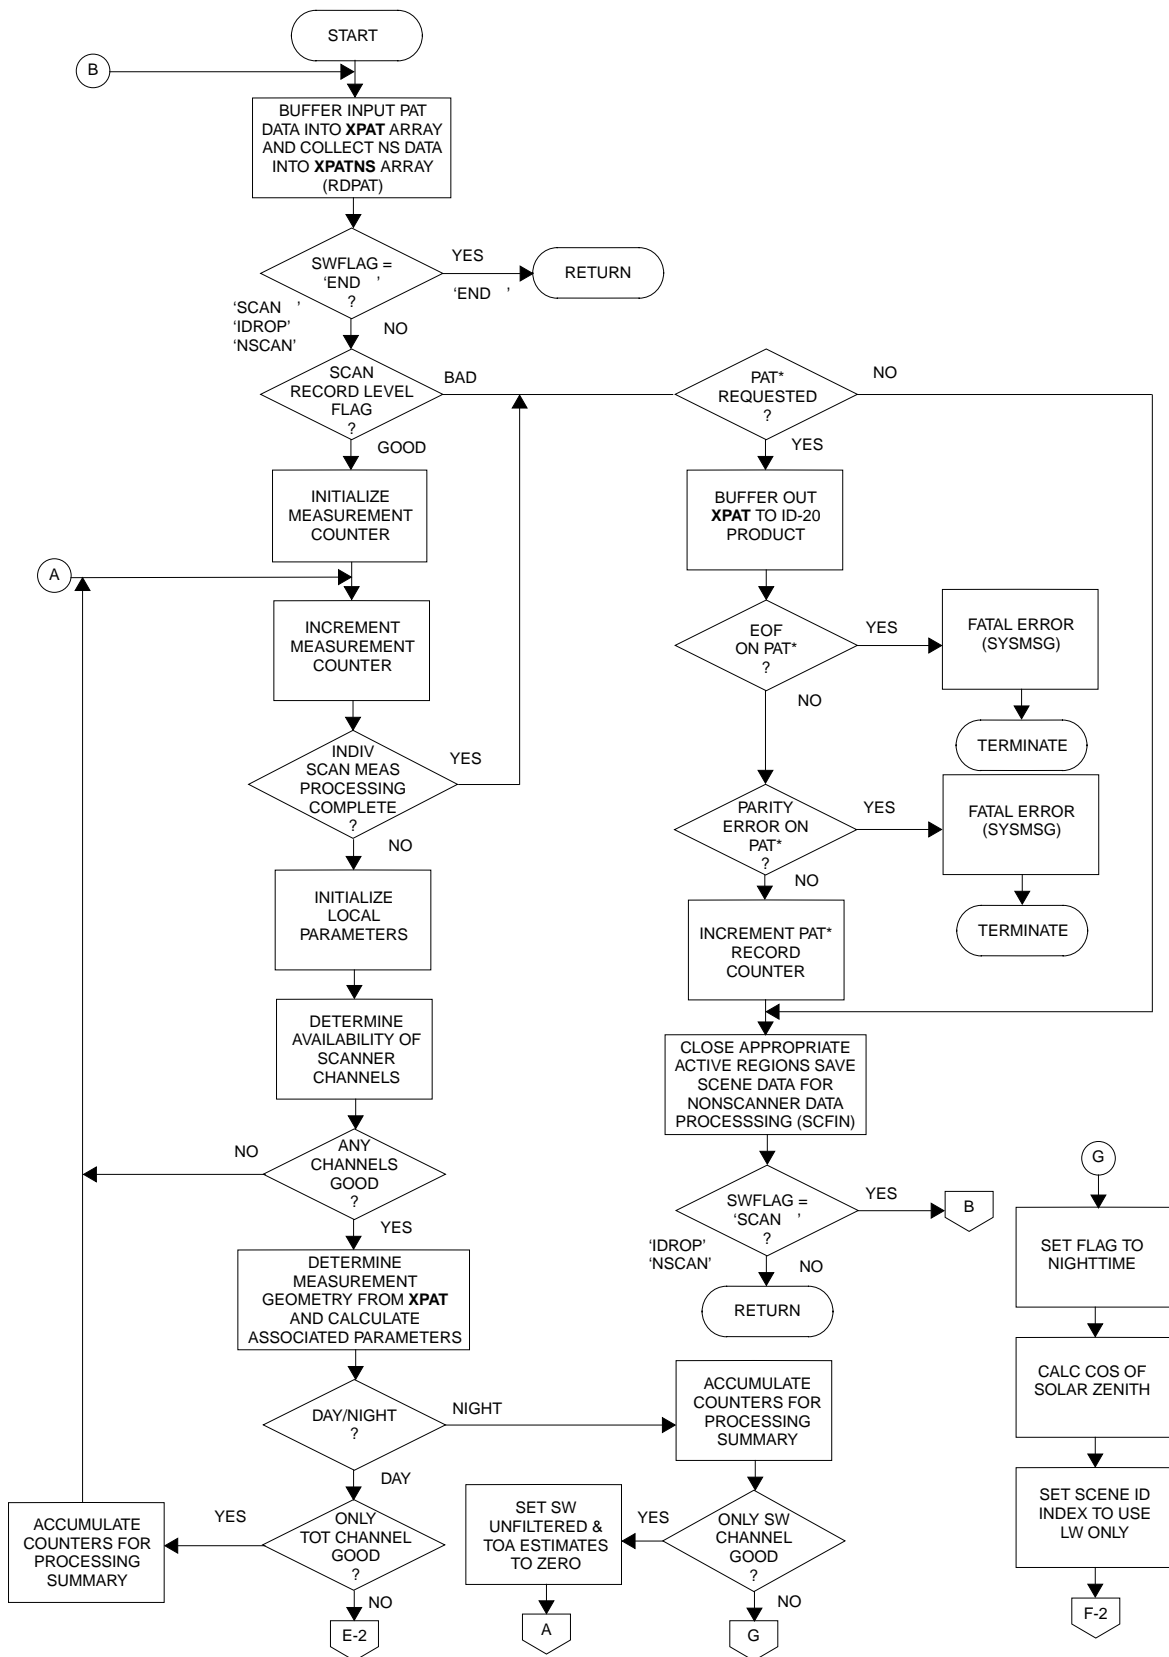 START
B
BUFFER INPUT PAT
DATA INTO XPAT ARRAY
AND COLLECT NS DATA
INTO XPATNS ARRAY
(RDPAT)
SWFLAG =
‘END ’
?
YES
‘END ’
RETURN
‘SCAN ’
‘IDROP’
‘NSCAN’
NO
SCAN
RECORD LEVEL
FLAG
?
BAD
GOOD
PAT*
REQUESTED
?
NO
YES
INITIALIZE
MEASUREMENT
COUNTER
BUFFER OUT
XPAT TO ID-20
PRODUCT
A
INCREMENT
MEASUREMENT
COUNTER
EOF
ON PAT*
?
YES
NO
FATAL ERROR
(SYSMSG)
TERMINATE
INDIV
SCAN MEAS
PROCESSING
COMPLETE
?
YES
NO
PARITY
ERROR ON
PAT*
?
YES
NO
FATAL ERROR
(SYSMSG)
TERMINATE
INITIALIZE
LOCAL
PARAMETERS
INCREMENT PAT*
RECORD
COUNTER
DETERMINE
AVAILABILITY OF
SCANNER
CHANNELS
CLOSE APPROPRIATE
ACTIVE REGIONS SAVE
SCENE DATA FOR
NONSCANNER DATA
PROCESSSING (SCFIN)
ANY
CHANNELS
GOOD
?
NO
YES
SWFLAG =
‘SCAN ’
?
YES
B
‘IDROP’
‘NSCAN’
NO
RETURN
G
SET FLAG TO
NIGHTTIME
DETERMINE
MEASUREMENT
GEOMETRY FROM XPAT
AND CALCULATE
ASSOCIATED PARAMETERS
CALC COS OF
SOLAR ZENITH
DAY/NIGHT
?
NIGHT
DAY
ACCUMULATE
COUNTERS FOR
PROCESSING
SUMMARY
SET SCENE ID
INDEX TO USE
LW ONLY
ACCUMULATE
COUNTERS FOR
PROCESSING
SUMMARY
YES
ONLY
TOT CHANNEL
GOOD
?
NO
SET SW
UNFILTERED &
TOA ESTIMATES
TO ZERO
YES
ONLY SW
CHANNEL
GOOD
?
NO
E-2
A
G
F-2